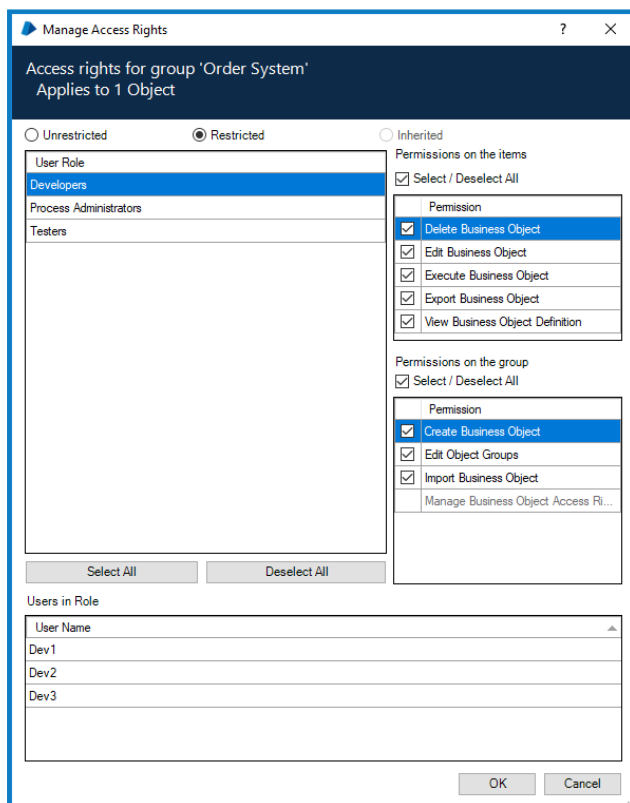 Manage Access Rights
?
Access rights for group 'Order System'
Applies to 1 Object
Unrestricted
Restricted
Inherited
User Role
Developers
Process Administrators
Testers
Select All
Deselect All
Permissions on the items
Select / Deselect All
Permission
Delete Business Object
Edit Business Object
Execute Business Object
Export Business Object
View Business Object Definition
Permissions on the group
Select / Deselect All
Permission
Create Business Object
Edit Object Groups
Import Business Object
Manage Business Object Access Ri...
Users in Role
User Name
Dev1
Dev2
Dev3
OK
Cancel